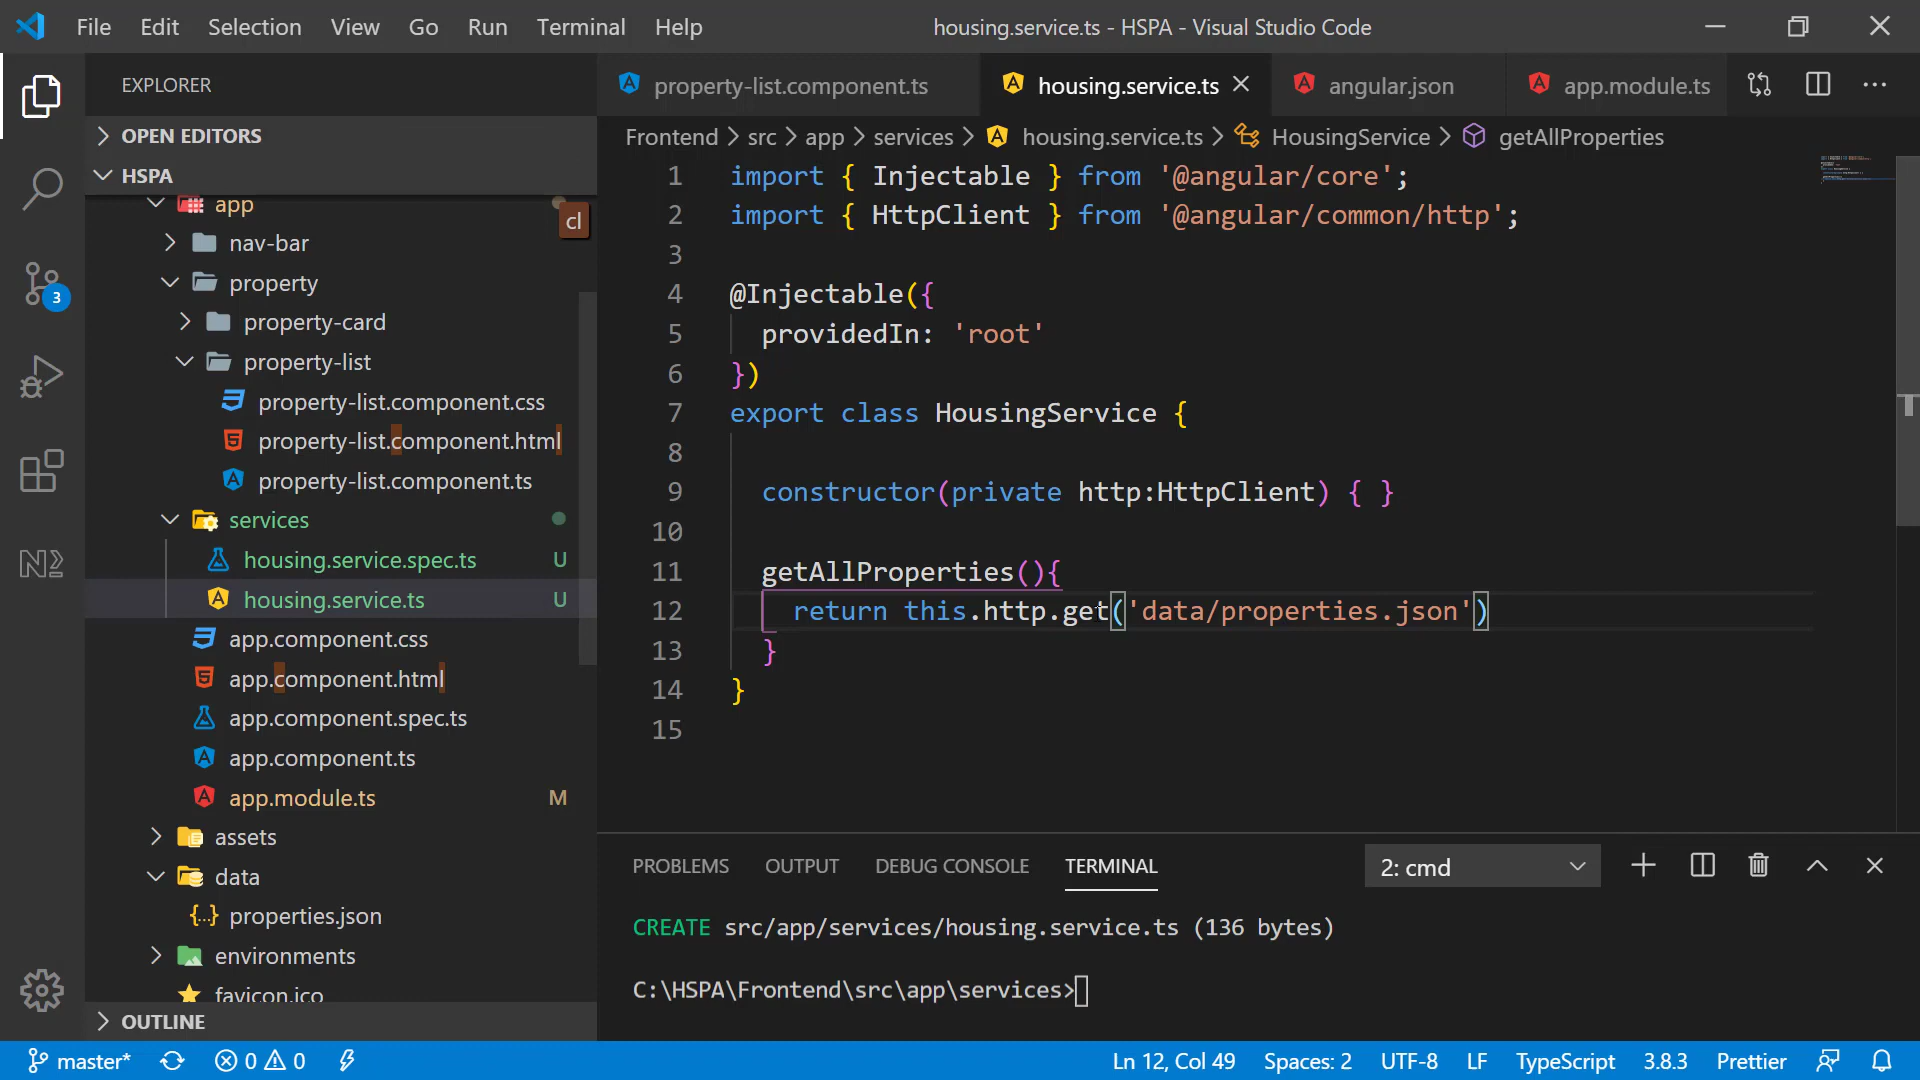 File Edit Selection View Go Run Terminal Help
housing.service.ts - HSPA - Visual Studio Code
EXPLORER
OPEN EDITORS
HSPA
app
cl
nav-bar
property
property-card
property-list
property-list.component.css
property-list.component.html
property-list.component.ts
services
housing.service.spec.ts U
housing.service.ts U
app.component.css
app.component.html
app.component.spec.ts
app.component.ts
app.module.ts M
assets
data
properties.json
environments
favicon.ico
OUTLINE
3
property-list.component.ts housing.service.ts angular.json app.module.ts
Frontend > src > app > services > housing.service.ts > HousingService > getAllProperties
1 import { Injectable } from '@angular/core';
2 import { HttpClient } from '@angular/common/http';
3
4 @Injectable({
5 providedIn: 'root'
6 })
7 export class HousingService {
8
9 constructor(private http:HttpClient) { }
10
11 getAllProperties(){
12 return this.http.get('data/properties.json')
13 }
14 }
15
PROBLEMS OUTPUT DEBUG CONSOLE TERMINAL 2: cmd
CREATE src/app/services/housing.service.ts (136 bytes)
C:\HSPA\Frontend\src\app\services>
master* 0 0 Ln 12, Col 49 Spaces: 2 UTF-8 LF TypeScript 3.8.3 Prettier